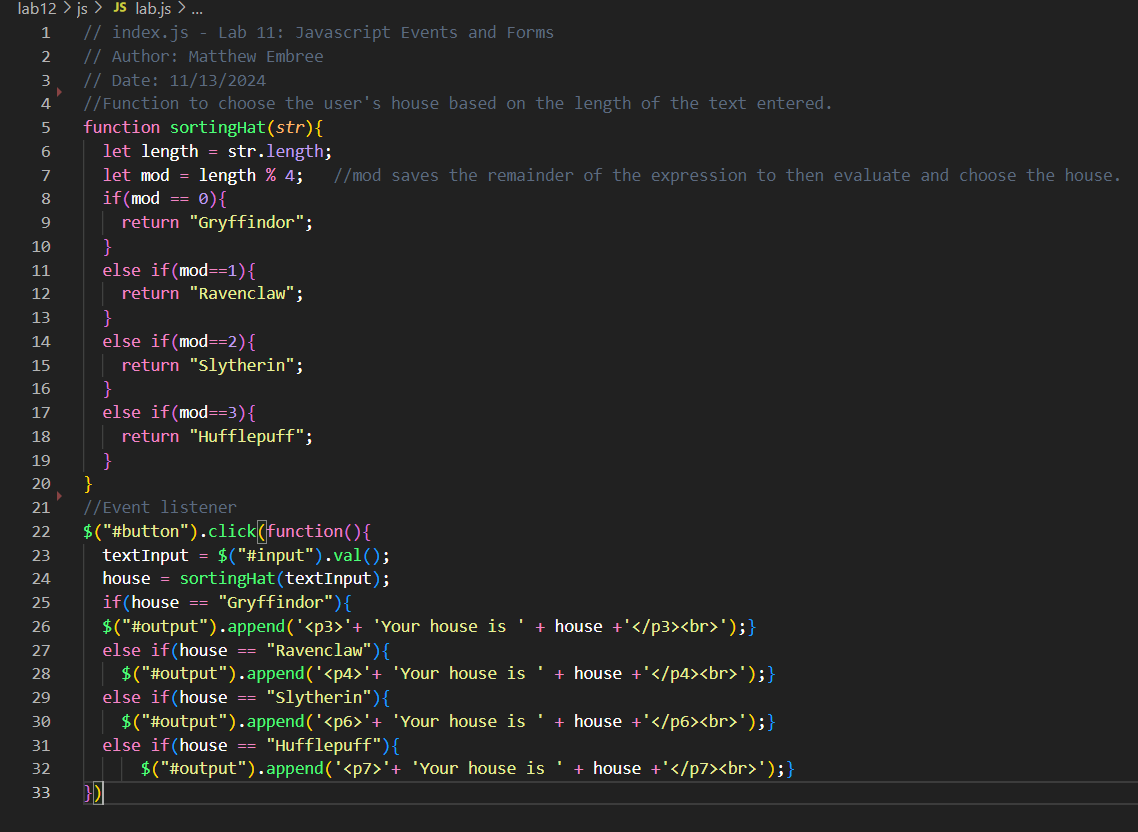 lab12 > js > JS lab.js > ...
1 // index.js - Lab 11: Javascript Events and Forms
2 // Author: Matthew Embree
3 // Date: 11/13/2024
4 //Function to choose the user's house based on the length of the text entered.
5 function sortingHat(str){
6   let length = str.length;
7   let mod = length % 4;   //mod saves the remainder of the expression to then evaluate and choose the house.
8   if(mod == 0){
9     return "Gryffindor";
10   }
11   else if(mod==1){
12     return "Ravenclaw";
13   }
14   else if(mod==2){
15     return "Slytherin";
16   }
17   else if(mod==3){
18     return "Hufflepuff";
19   }
20 }
21 //Event listener
22 $("#button").click(function(){
23   textInput = $("#input").val();
24   house = sortingHat(textInput);
25   if(house == "Gryffindor"){
26   $("#output").append('<p3>'+ 'Your house is ' + house +'</p3><br>');}
27   else if(house == "Ravenclaw"){
28     $("#output").append('<p4>'+ 'Your house is ' + house +'</p4><br>');}
29   else if(house == "Slytherin"){
30     $("#output").append('<p6>'+ 'Your house is ' + house +'</p6><br>');}
31   else if(house == "Hufflepuff"){
32       $("#output").append('<p7>'+ 'Your house is ' + house +'</p7><br>');}
33 })